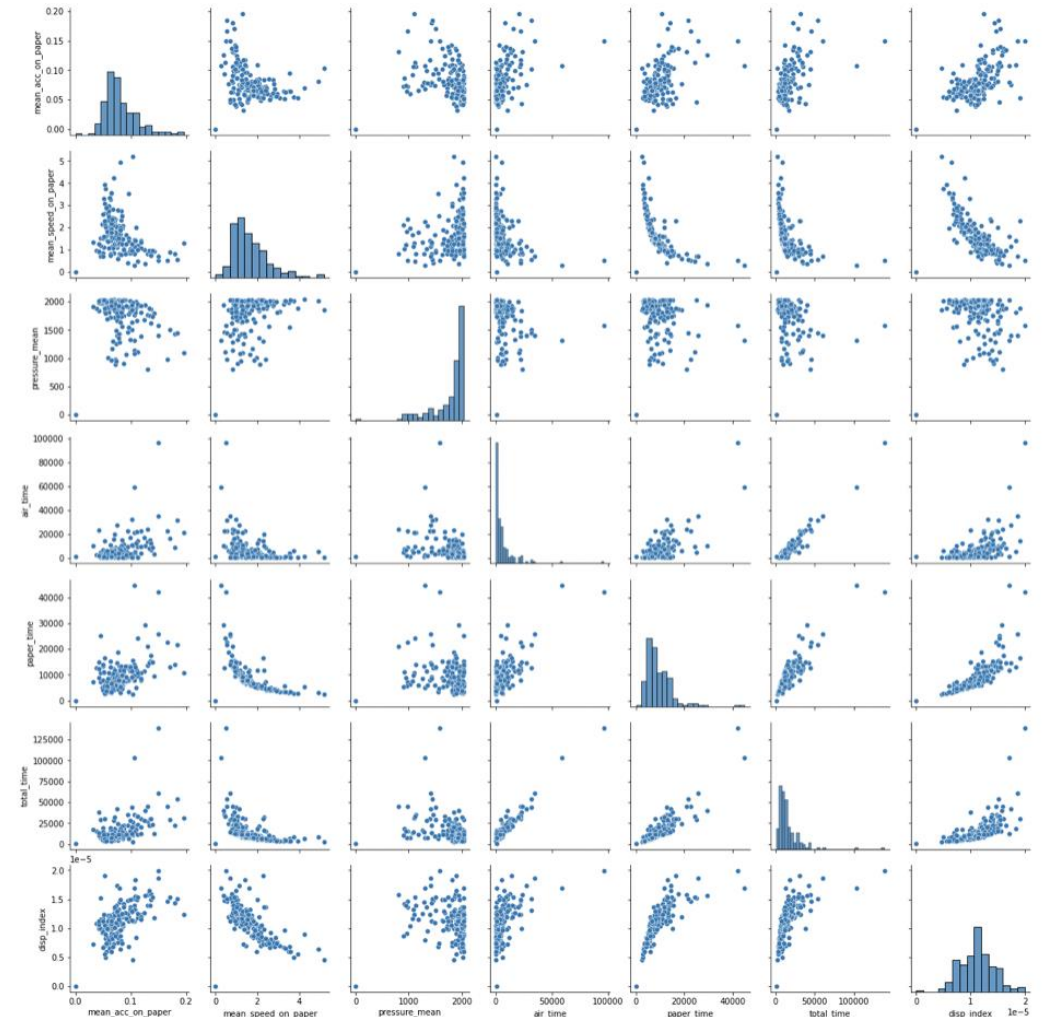 0.20
0.15
0.10
0.05
0.00
mean_acc_on_paper
5
4
3
2
1
0
mean_speed_on_paper
2000
1500
1000
500
0
pressure_mean
100000
80000
60000
40000
20000
0
air_time
40000
30000
20000
10000
0
paper_time
125000
100000
75000
50000
25000
0
total_time
1e−5
2.0
1.5
1.0
0.5
0.0
disp_index
0.0 0.1 0.2
mean_acc_on_paper
0 2 4
mean_speed_on_paper
0 1000 2000
pressure_mean
0 50000 100000
air_time
0 20000 40000
paper_time
0 50000 100000
total_time
0 1 2
disp_index 1e−5